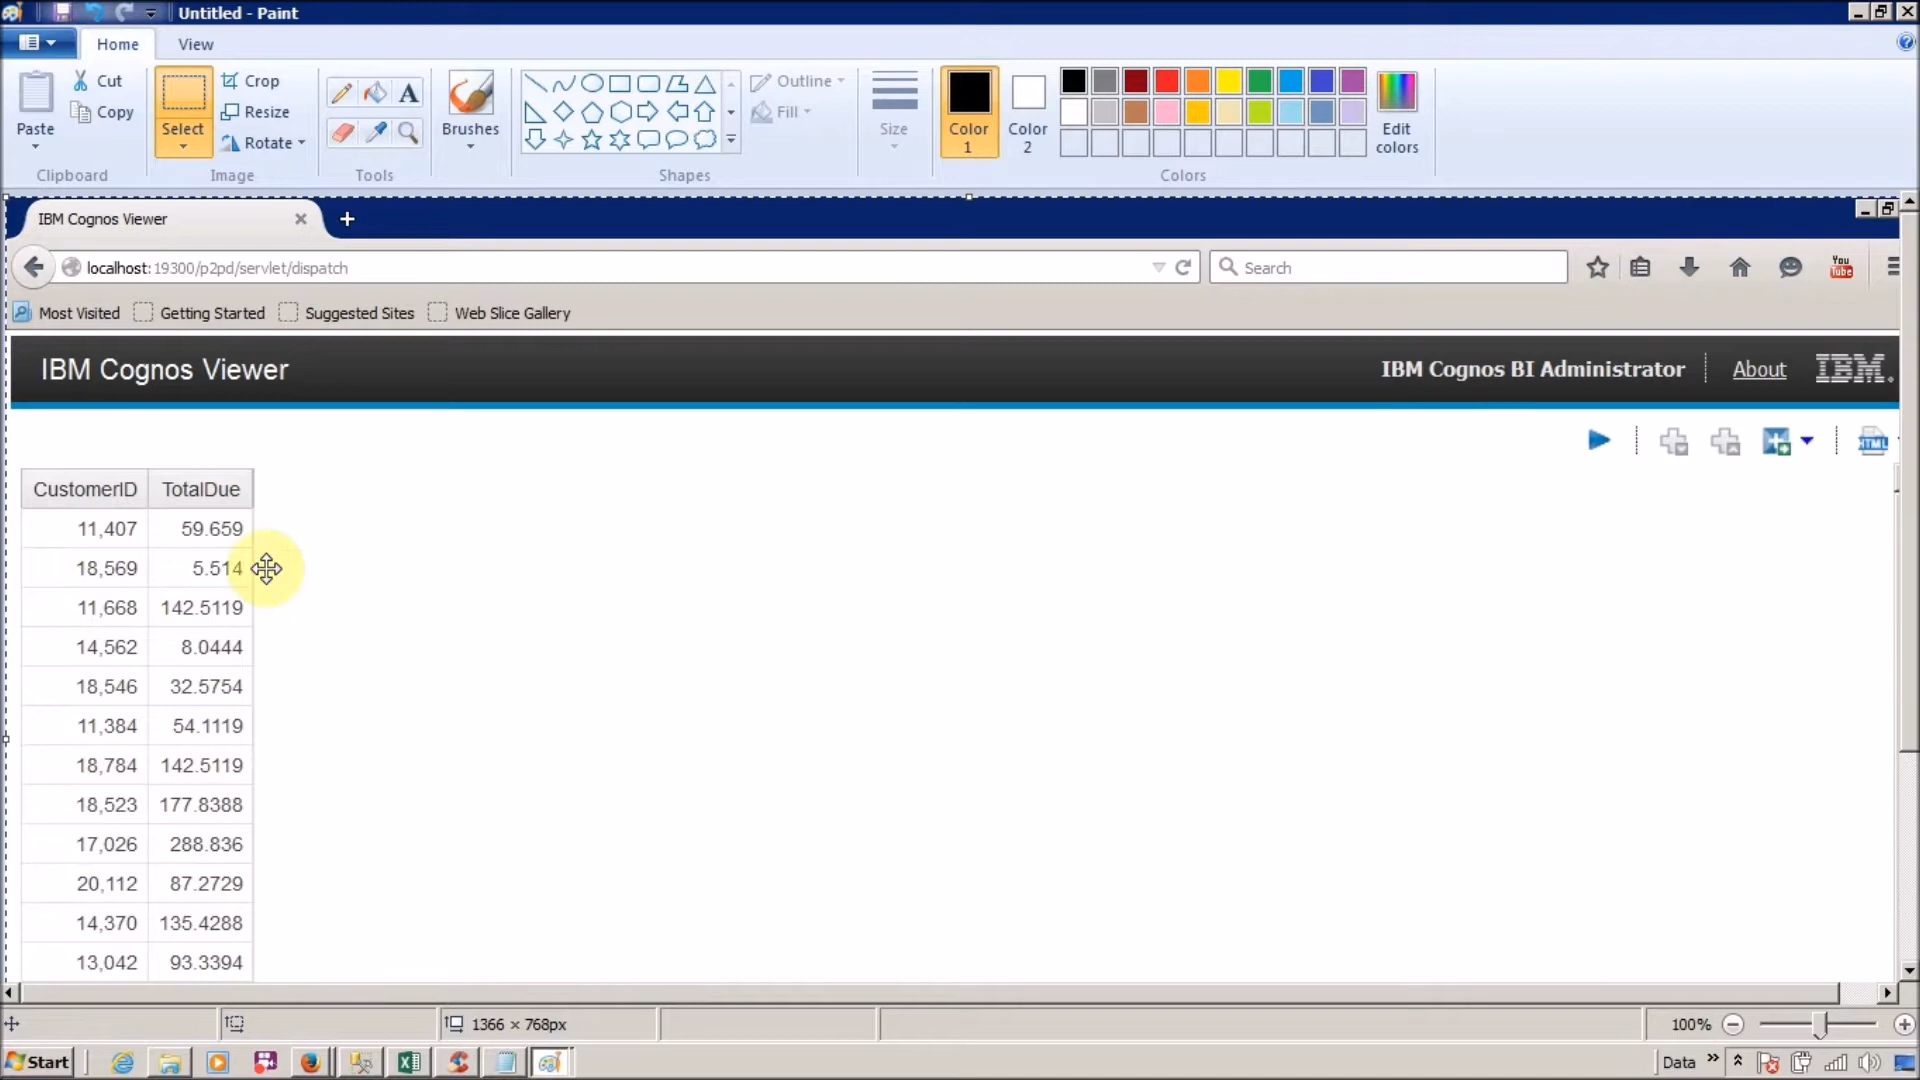 Untitled - Paint
Home View
Paste Cut Copy
Clipboard
Select Crop Resize Rotate
Image
A
Tools
Brushes
Shapes
Outline
Fill
Size
Color 1
Color 2
Edit colors
Colors
IBM Cognos Viewer
localhost:19300/p2pd/servlet/dispatch
Search
You Tube
Most Visited Getting Started Suggested Sites Web Slice Gallery
IBM Cognos Viewer
IBM Cognos BI Administrator About IBM.
HTML
CustomerID TotalDue
11,407 59.659
18,569 5.514
11,668 142.5119
14,562 8.0444
18,546 32.5754
11,384 54.1119
18,784 142.5119
18,523 177.8388
17,026 288.836
20,112 87.2729
14,370 135.4288
13,042 93.3394
1366 × 768px
100%
Start
Data